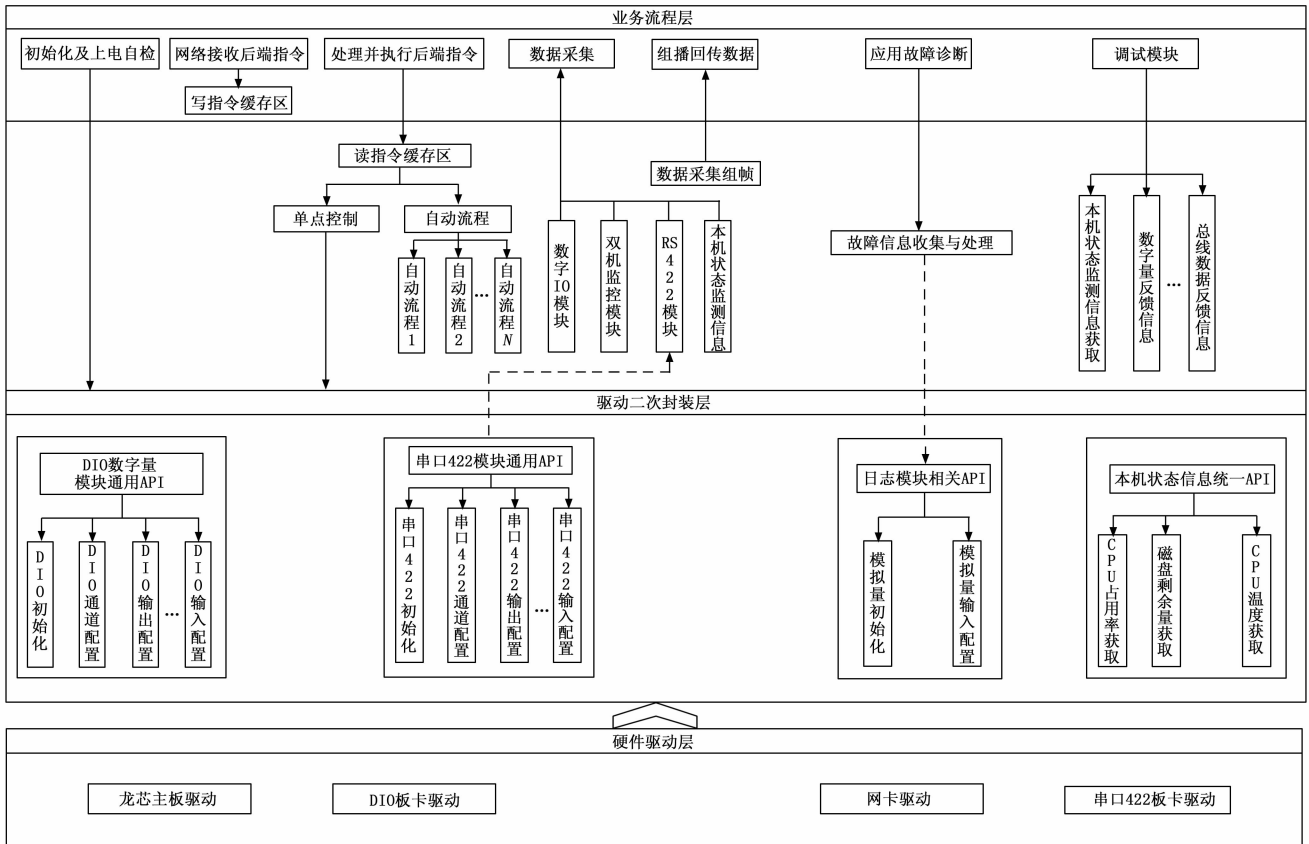 业务流程层
初始化及上电自检
网络接收后端指令
处理并执行后端指令
数据采集
组播回传数据
应用故障诊断
调试模块
写指令缓存区
读指令缓存区
数据采集组帧
单点控制
自动流程
故障信息收集与处理
自动流程1
自动流程2
...
自动流程N
数字IO模块
双机监控模块
RS422模块
本机状态监测信息
本机状态监测信息获取
数字量反馈信息
...
总线数据反馈信息
驱动二次封装层
DIO数字量
模块通用API
DIO初始化
DIO通道配置
DIO输出配置
...
DIO输入配置
串口422模块通用API
串口422初始化
串口422通道配置
串口422输出配置
...
串口422输入配置
日志模块相关API
模拟量初始化
模拟量输入配置
本机状态信息统一API
CPU占用率获取
磁盘剩余量获取
CPU温度获取
硬件驱动层
龙芯主板驱动
DIO板卡驱动
网卡驱动
串口422板卡驱动